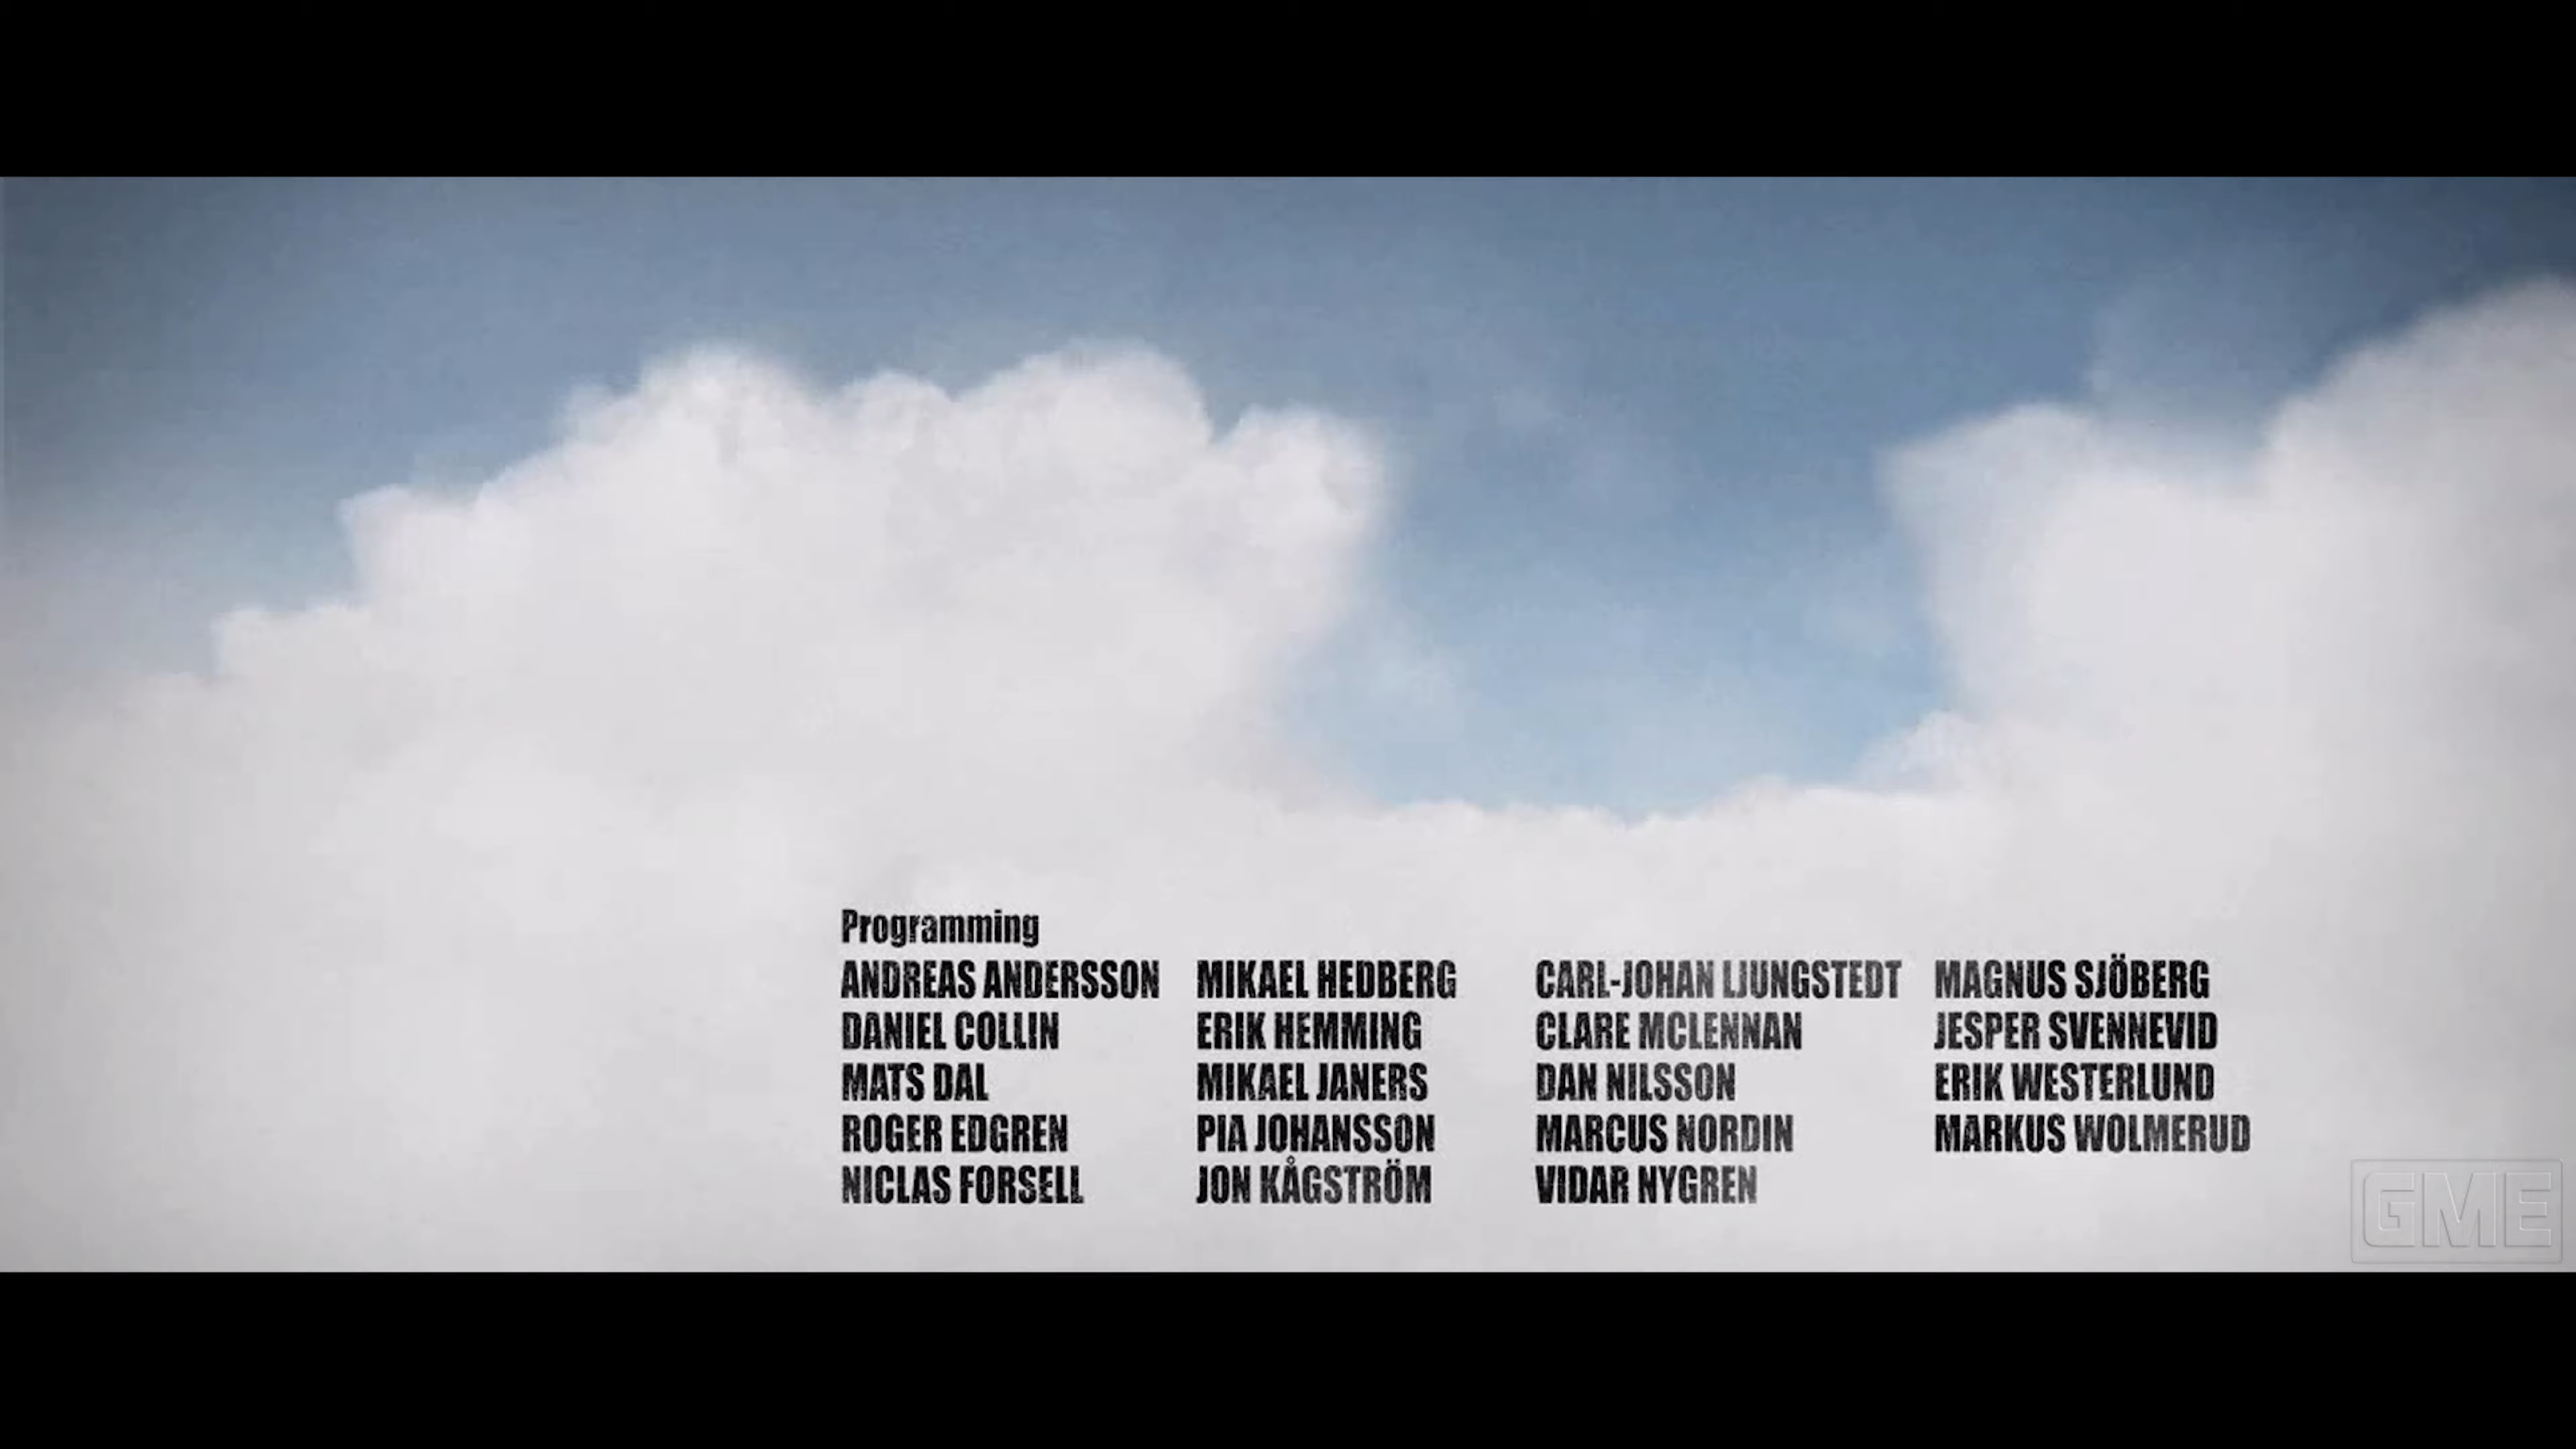 Programming
ANDREAS ANDERSSON
DANIEL COLLIN
MATS DAL
ROGER EDGREN
NICLAS FORSELL
MIKAEL HEDBERG
ERIK HEMMING
MIKAEL JANERS
PIA JOHANSSON
JON KÅGSTRÖM
CARL-JOHAN LJUNGSTEDT
CLARE MCLENNAN
DAN NILSSON
MARCUS NORDIN
VIDAR NYGREN
MAGNUS SJÖBERG
JESPER SVENNEVID
ERIK WESTERLUND
MARKUS WOLMERUD
GME